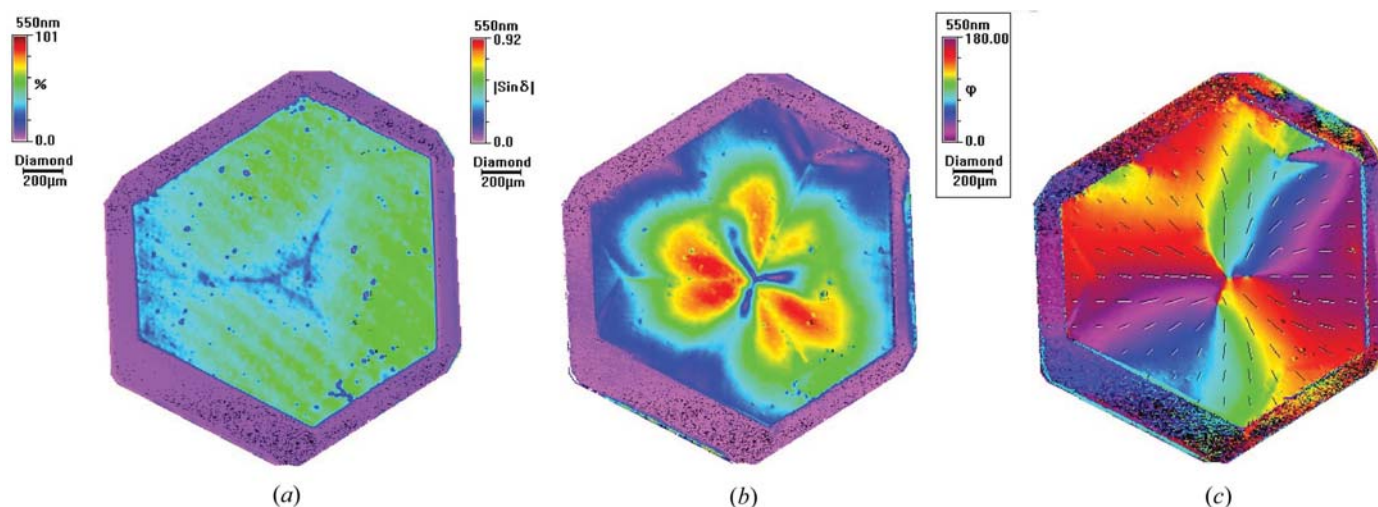 550nm
101
%
0.0
Diamond
200μm
550nm
0.92
|Sinδ|
0.0
Diamond
200μm
550nm
180.00
φ
0.0
Diamond
200μm
(a)
(b)
(c)